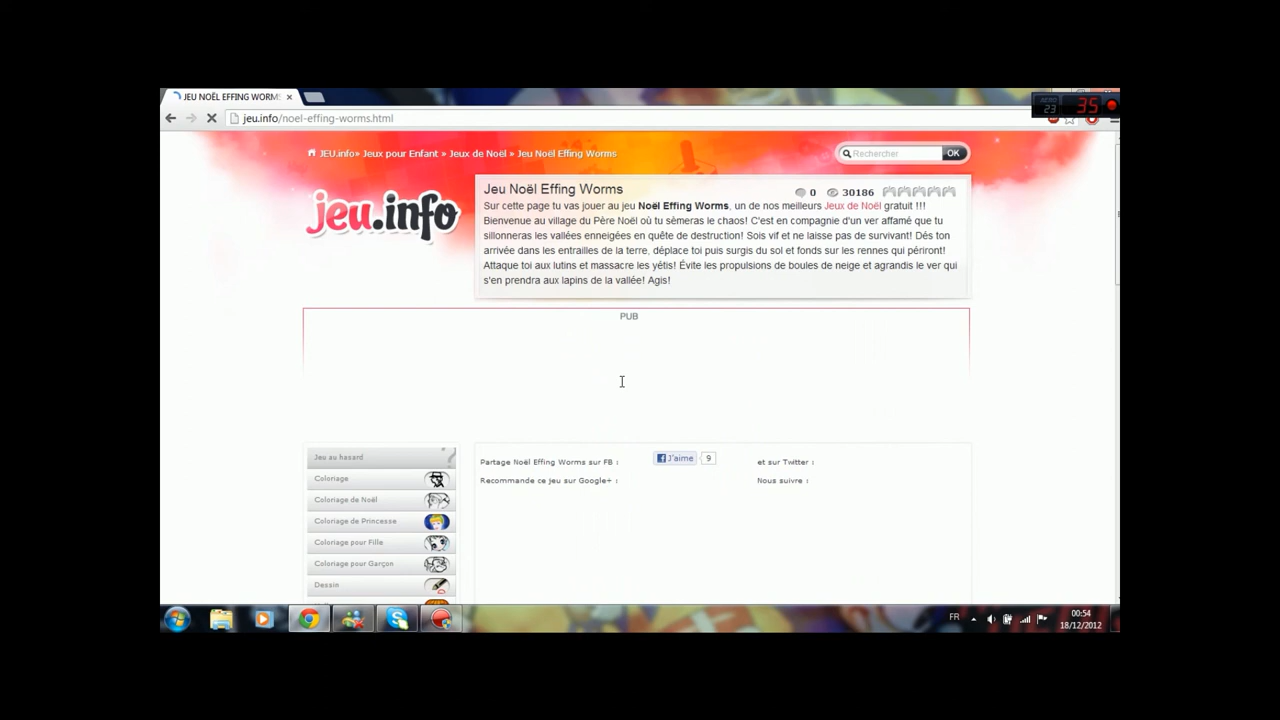 JEU NOËL EFFING WORMS
jeu.info/noel-effing-worms.html
AERO
23
35
JEU.info» Jeux pour Enfant » Jeux de Noël » Jeu Noël Effing Worms
Rechercher
OK
jeu.info
Jeu Noël Effing Worms
0
30186
Sur cette page tu vas jouer au jeu Noël Effing Worms, un de nos meilleurs Jeux de Noël gratuit !!!
Bienvenue au village du Père Noël où tu sèmeras le chaos! C'est en compagnie d'un ver affamé que tu
sillonneras les vallées enneigées en quête de destruction! Sois vif et ne laisse pas de survivant! Dés ton
arrivée dans les entrailles de la terre, déplace toi puis surgis du sol et fonds sur les rennes qui périront!
Attaque toi aux lutins et massacre les yétis! Évite les propulsions de boules de neige et agrandis le ver qui
s'en prendra aux lapins de la vallée! Agis!
PUB
Jeu au hasard
Coloriage
Coloriage de Noël
Coloriage de Princesse
Coloriage pour Fille
Coloriage pour Garçon
Dessin
Partage Noël Effing Worms sur FB :
J'aime
9
et sur Twitter :
Recommande ce jeu sur Google+ :
Nous suivre :
FR
00:54
18/12/2012